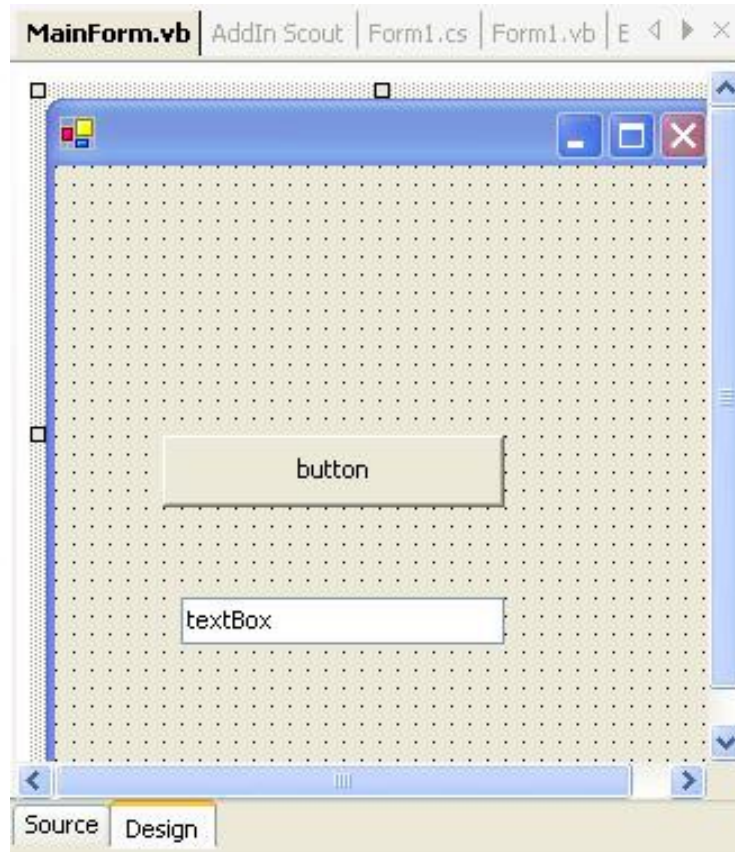 MainForm.vb AddIn Scout Form1.cs Form1.vb E
button
textBox
Source Design